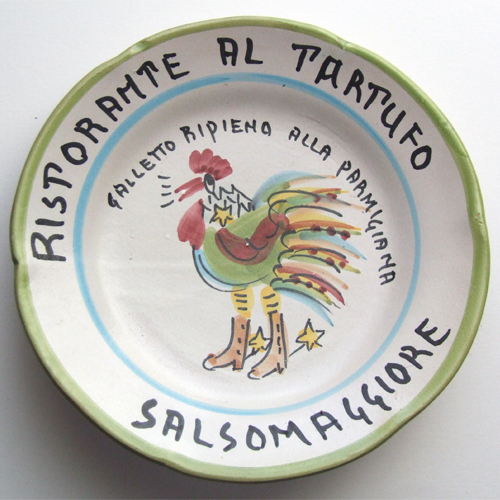 RISTORANTE AL TARTUFO
GALLETTO RIPIENO ALLA PARMIGIANA
SALSOMAGGIORE